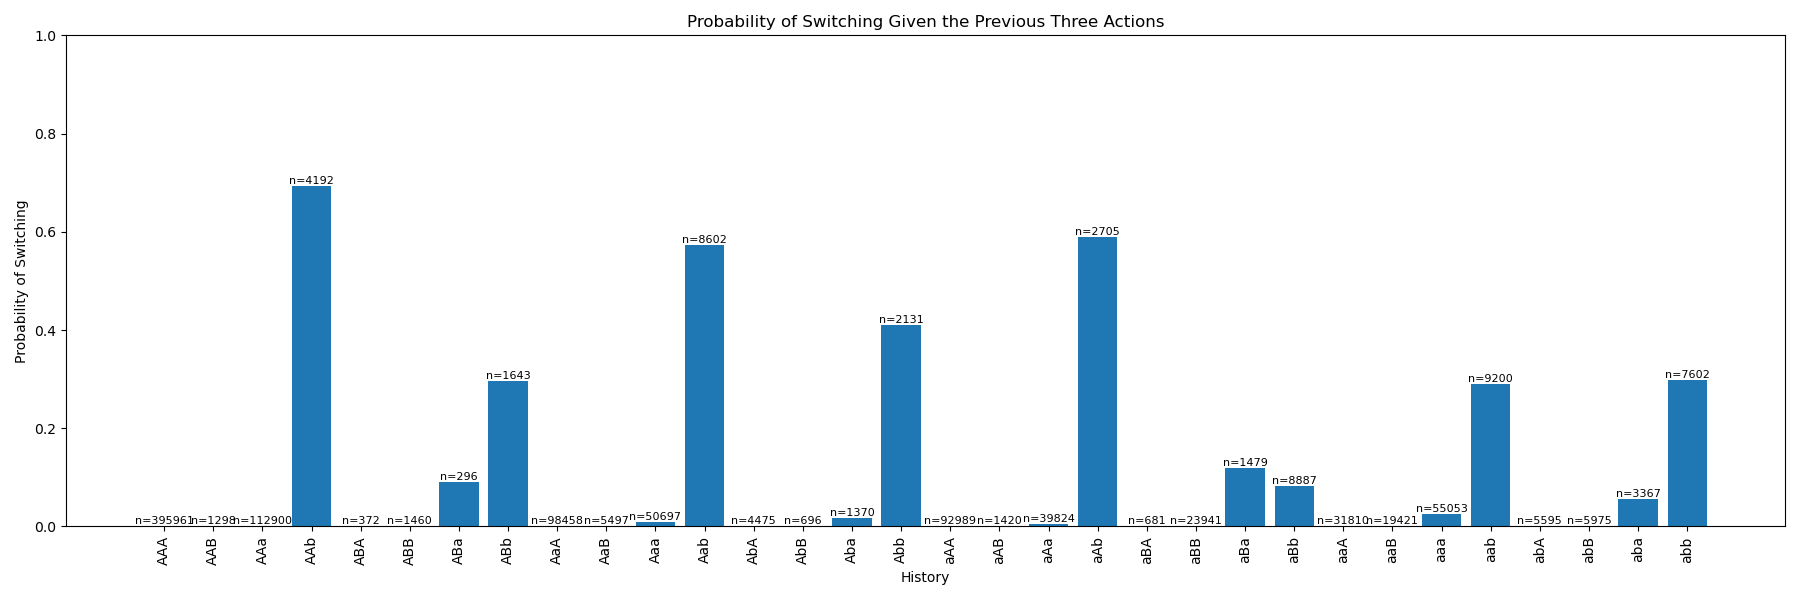 Probability of Switching Given the Previous Three Actions
Probability of Switching
1.0
0.8
0.6
0.4
0.2
0.0
n=395961
n=1298
n=112900
n=4192
n=372
n=1460
n=296
n=1643
n=98458
n=5497
n=50697
n=8602
n=4475
n=696
n=1370
n=2131
n=92989
n=1420
n=39824
n=2705
n=681
n=23941
n=1479
n=8887
n=31810
n=19421
n=55053
n=9200
n=5595
n=5975
n=3367
n=7602
AAA
AAB
AAa
AAb
ABA
ABB
ABa
ABb
AaA
AaB
Aaa
Aab
AbA
AbB
Aba
Abb
aAA
aAB
aAa
aAb
aBA
aBB
aBa
aBb
aaA
aaB
aaa
aab
abA
abB
aba
abb
History